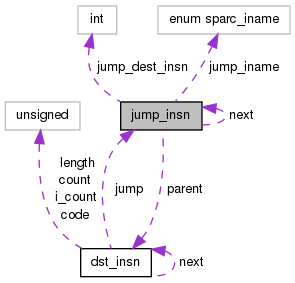 int
enum sparc_iname
jump_dest_insn
jump_iname
unsigned
jump_insn
next
length
count
i_count
code
jump
parent
dst_insn
next